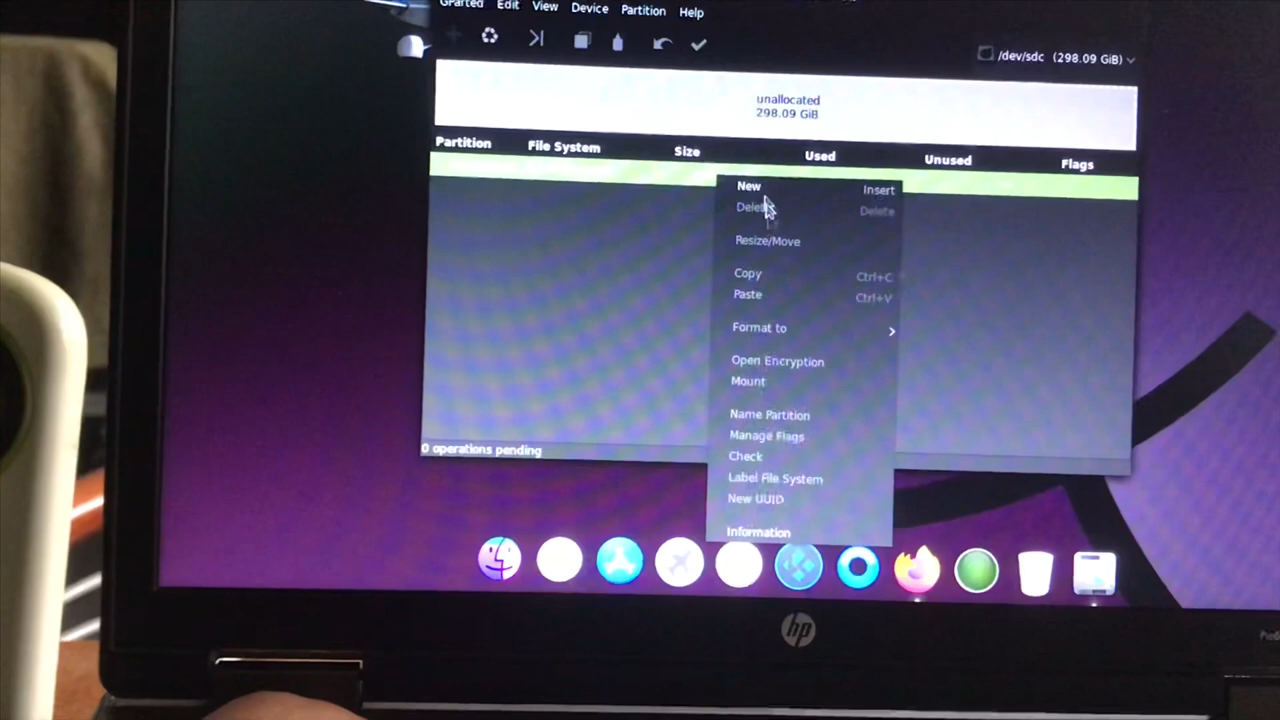 GParted Edit View Device Partition Help
/dev/sdc (298.09 GiB)
unallocated
298.09 GiB
Partition File System Size Used Unused Flags
New Insert
Delete Delete
Resize/Move
Copy Ctrl+C
Paste Ctrl+V
Format to
Open Encryption
Mount
Name Partition
Manage Flags
Check
Label File System
New UUID
Information
0 operations pending
hp